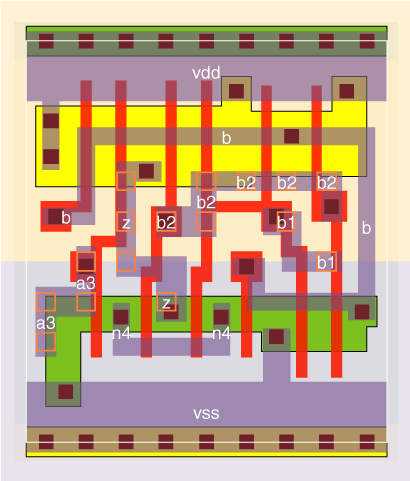 vdd
b
b2 b2 b2
b2
b z b2 b1 b
b1
a3
z
a3 n4 n4
vss